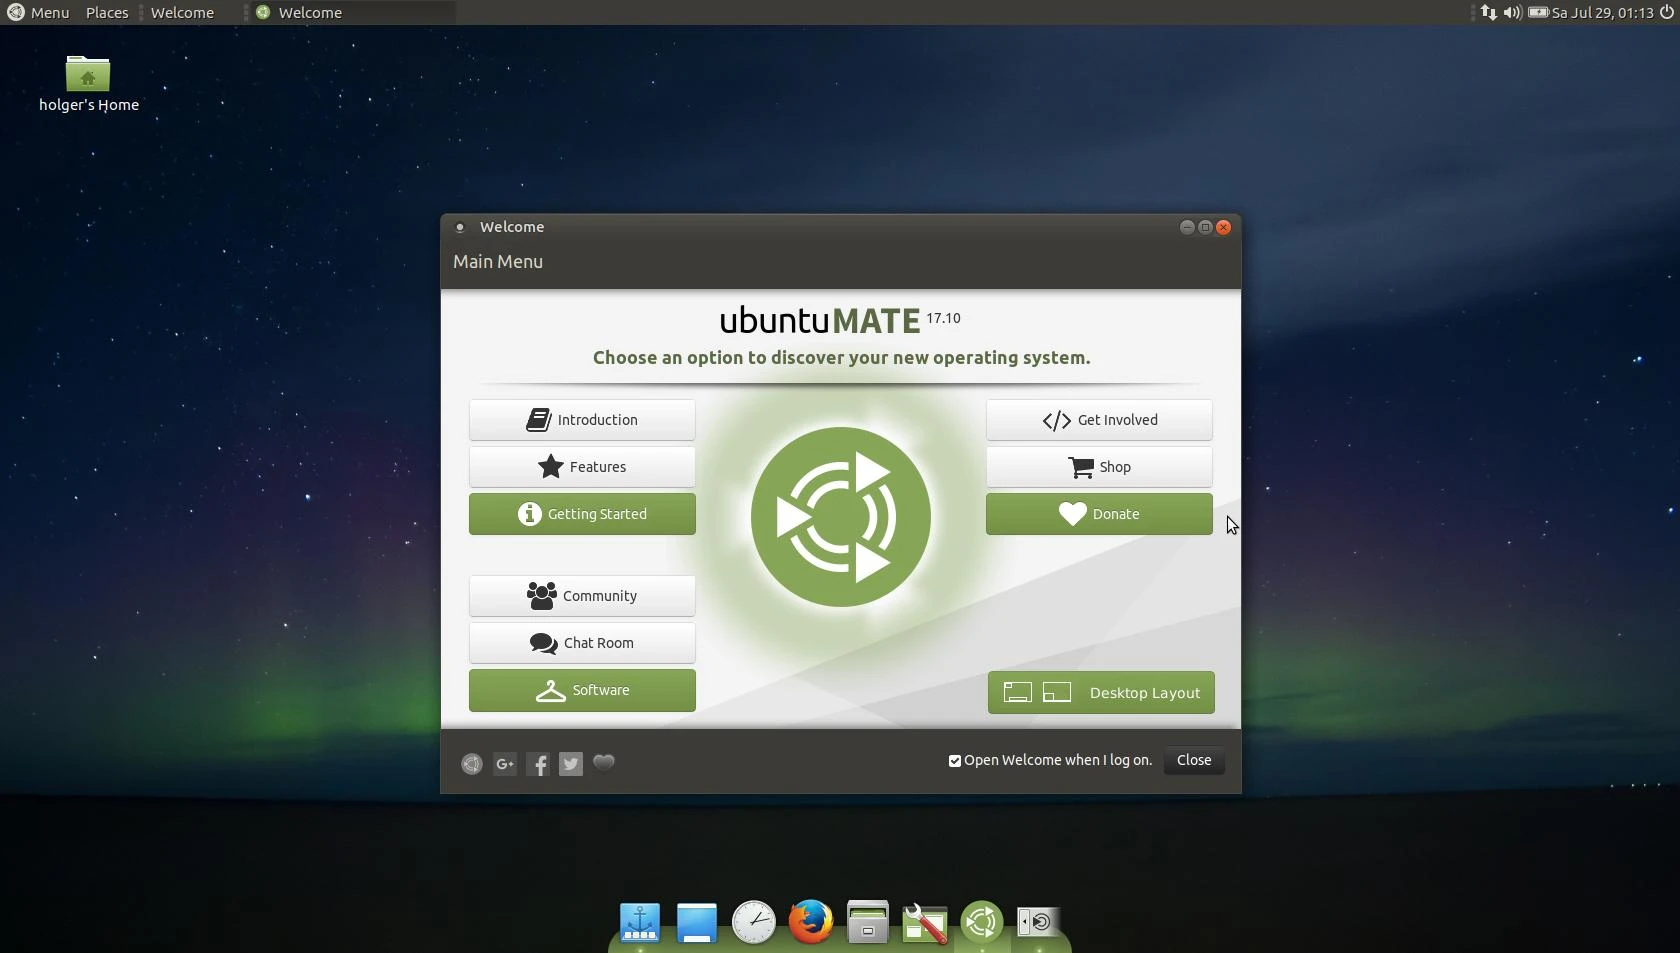 Menu Places Welcome Welcome Sa Jul 29, 01:13
holger's Home
Welcome
Main Menu
ubuntuMATE 17.10
Choose an option to discover your new operating system.
Introduction
Features
Getting Started
Community
Chat Room
Software
Get Involved
Shop
Donate
Desktop Layout
G+ f
Open Welcome when I log on. Close